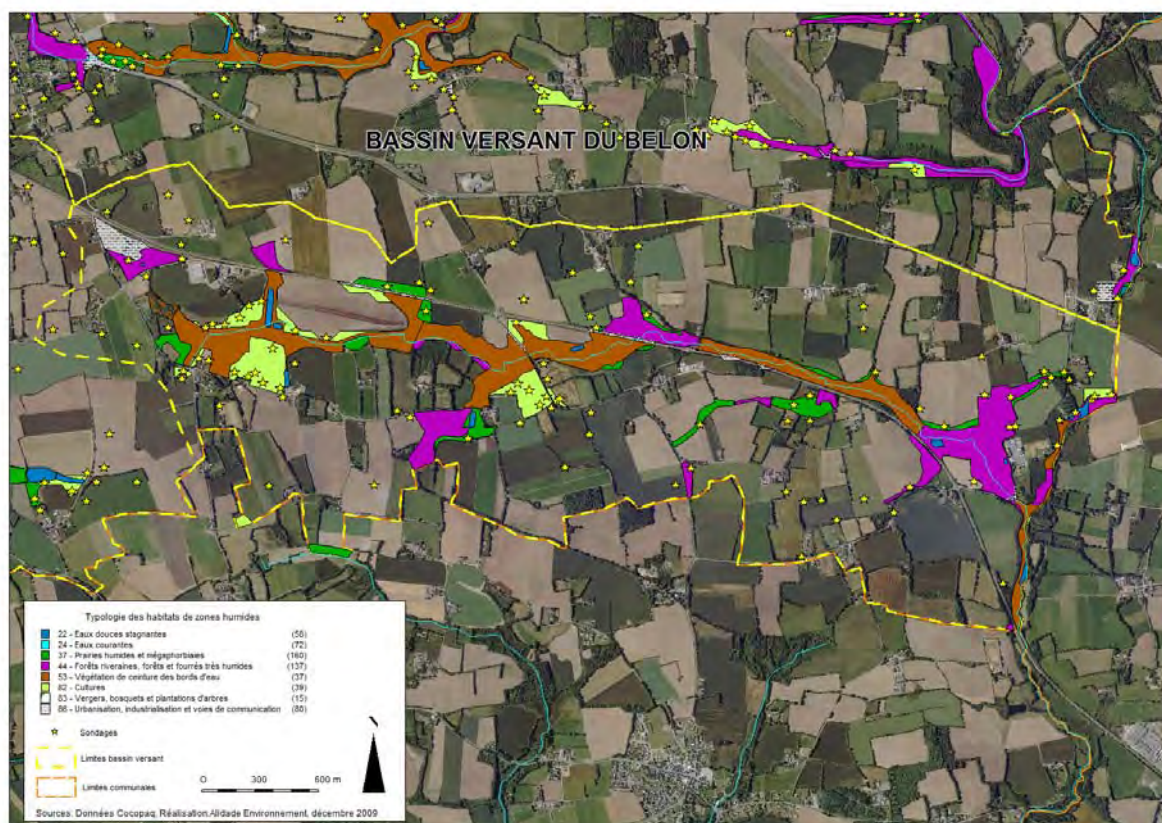 BASSIN VERSANT DU BELON
Typologie des habitats de zones humides
22 - Eaux douces stagnantes (58)
24 - Eaux courantes (72)
37 - Prairies humides et mégaphorbiaies (160)
44 - Forêts riveraines, forêts et fourrés très humides (137)
53 - Végétation de ceinture des bords d'eau (37)
82 - Cultures (39)
83 - Vergers, bosquets et plantations d'arbres (15)
86 - Urbanisation, industrialisation et voies de communication (80)
Sondages
Limites bassin versant
Limites communales
0 300 600 m
Sources: Données Cocopaq, Réalisation Alidade Environnement, décembre 2009